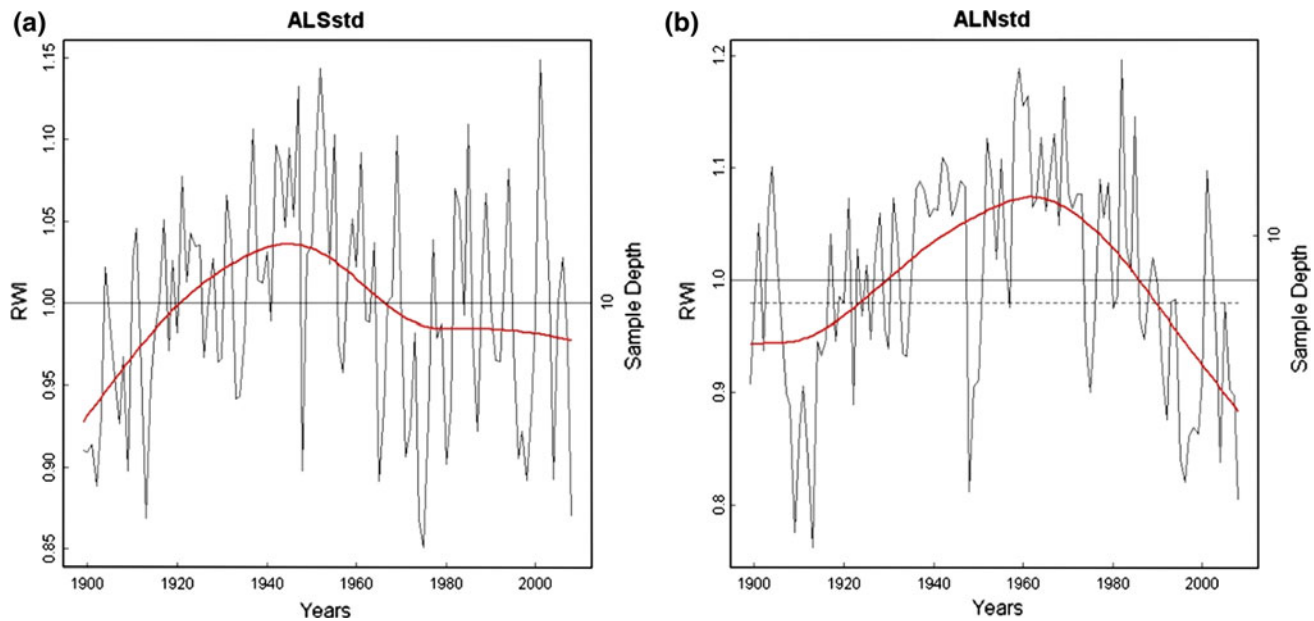 (a)
ALSstd
RWI
1.15
1.10
1.05
1.00
0.95
0.90
0.85
1900 1920 1940 1960 1980 2000
Years
10
Sample Depth
(b)
ALNstd
RWI
1.2
1.1
1.0
0.9
0.8
1900 1920 1940 1960 1980 2000
Years
10
Sample Depth